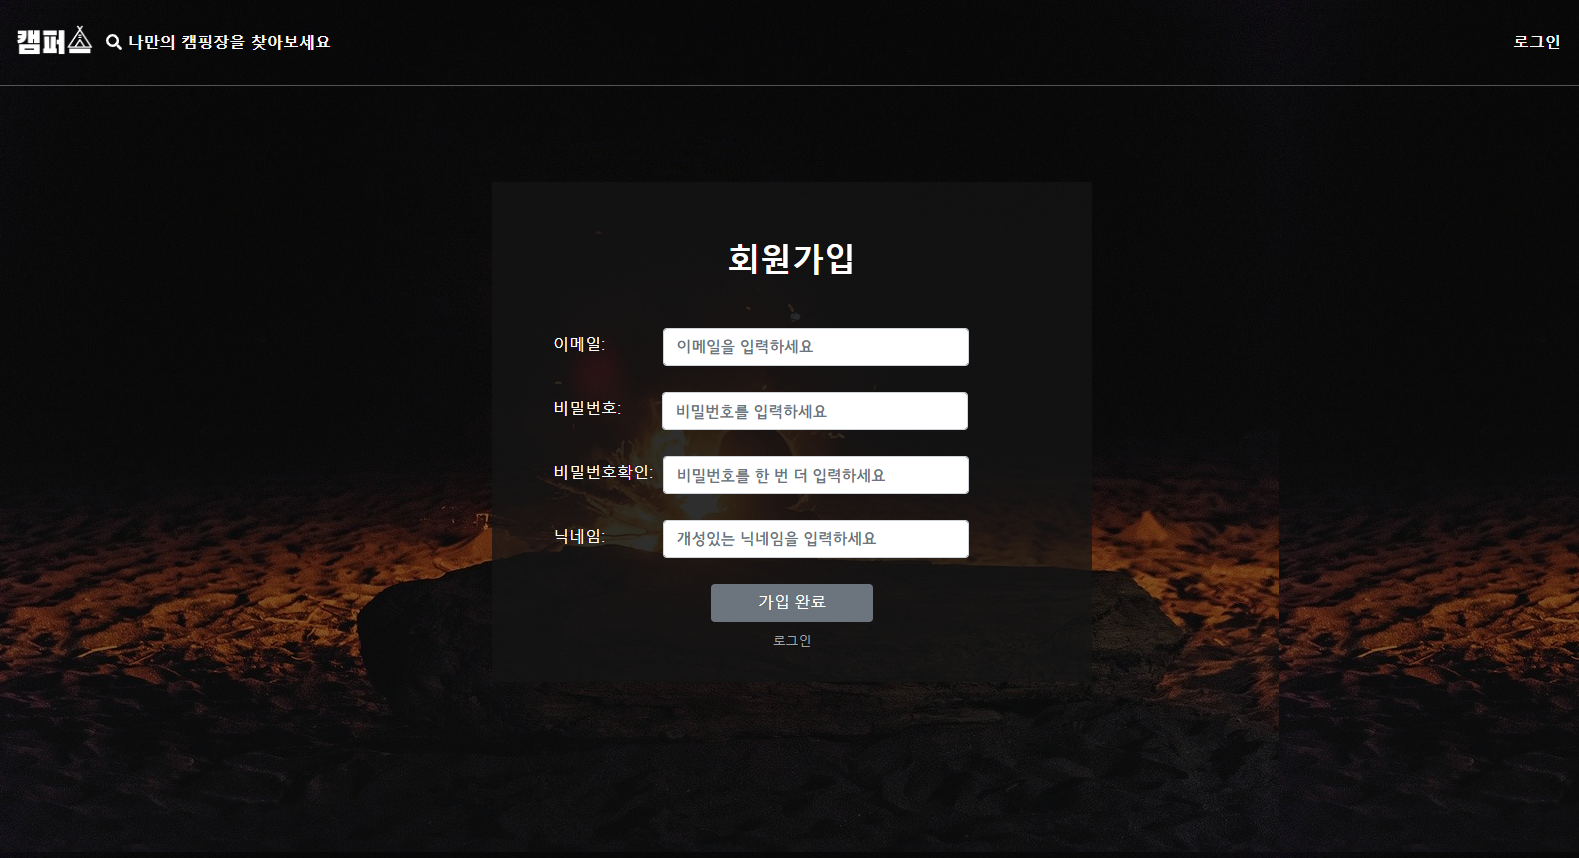 캠퍼스 나만의 캠핑장을 찾아보세요 로그인
회원가입
이메일: 이메일을 입력하세요
비밀번호: 비밀번호를 입력하세요
비밀번호확인: 비밀번호를 한 번 더 입력하세요
닉네임: 개성있는 닉네임을 입력하세요
가입 완료
로그인